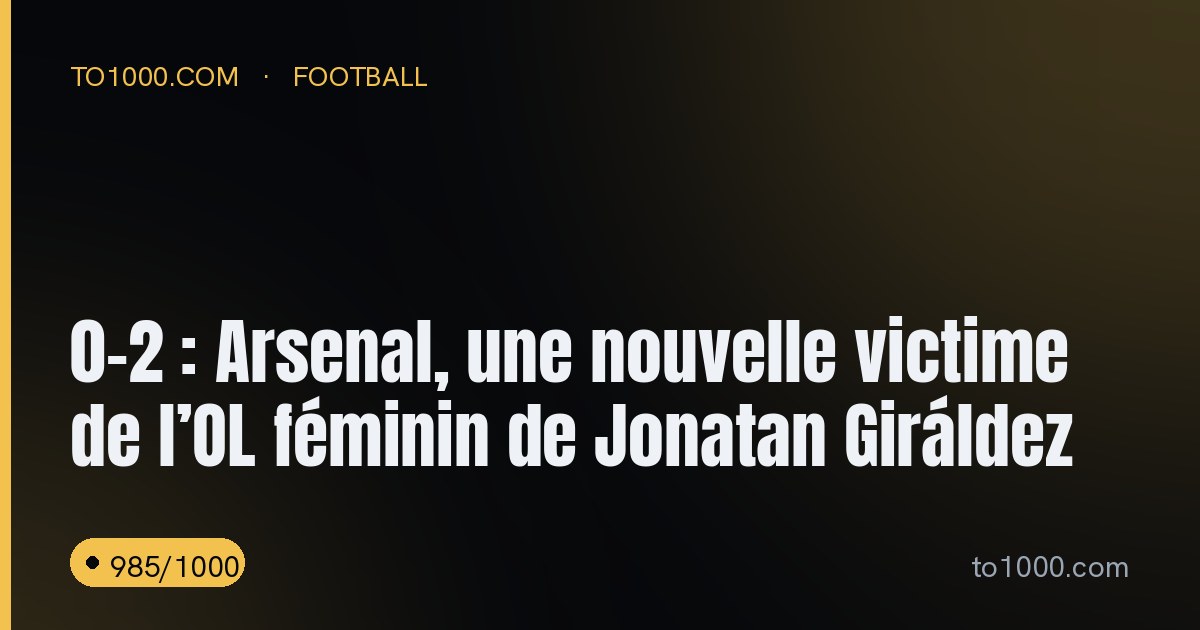 TO1000.COM · FOOTBALL
0-2 : Arsenal, une nouvelle victime
de l’OL féminin de Jonatan Giráldez
985/1000
to1000.com